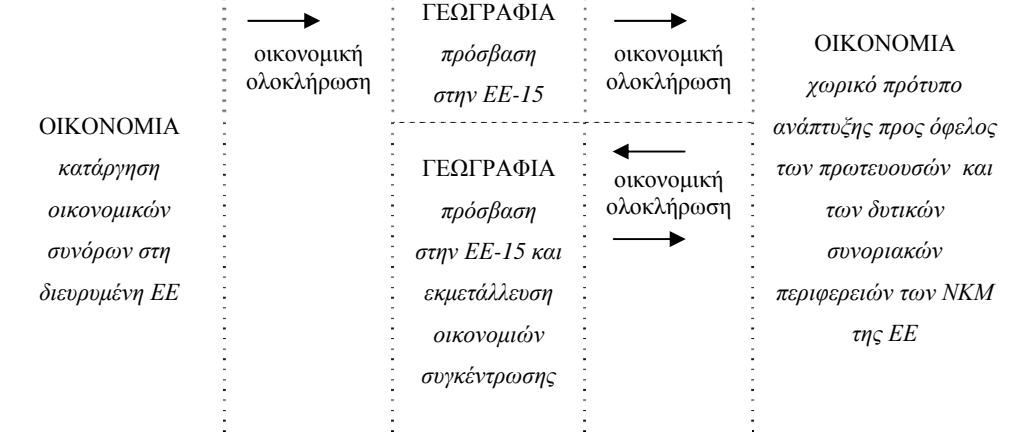 ΟΙΚΟΝΟΜΙΑ
κατάργηση
οικονομικών
συνόρων στη
διευρυμένη ΕΕ
οικονομική
ολοκλήρωση
ΓΕΩΓΡΑΦΙΑ
πρόσβαση
στην ΕΕ-15
οικονομική
ολοκλήρωση
ΓΕΩΓΡΑΦΙΑ
πρόσβαση
στην ΕΕ-15 και
εκμετάλλευση
οικονομιών
συγκέντρωσης
οικονομική
ολοκλήρωση
ΟΙΚΟΝΟΜΙΑ
χωρικό πρότυπο
ανάπτυξης προς όφελος
των πρωτευουσών και
των δυτικών
συνοριακών
περιφερειών των ΝΚΜ
της ΕΕ